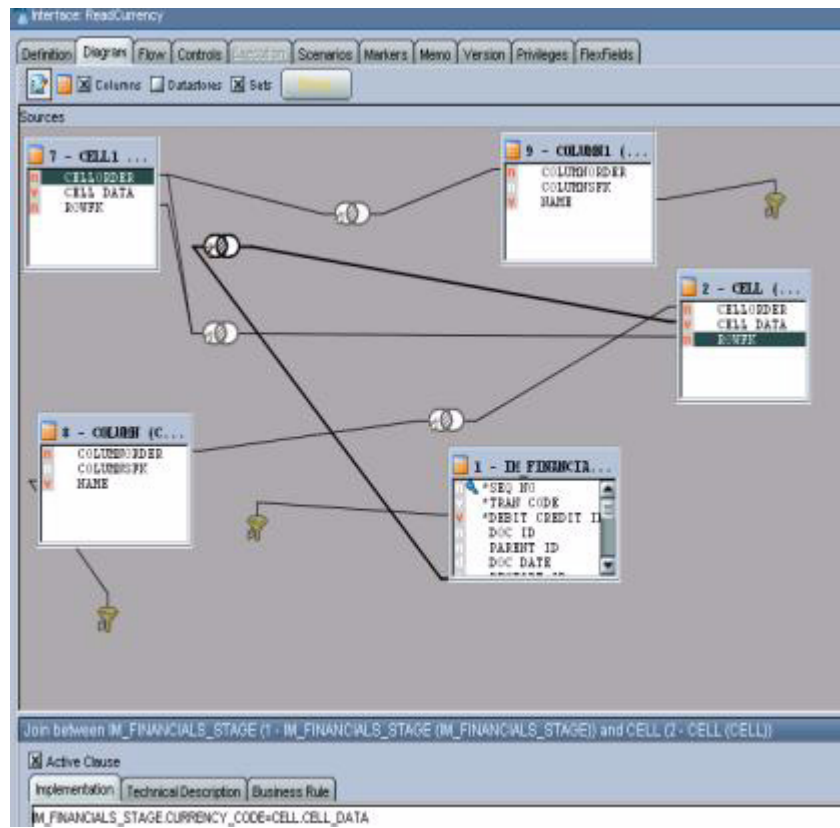 Interface: ReadCurrency
Definition Diagram Flow Controls Execution Scenarios Markers Memo Version Privileges FlexFields
Columns Datastores Sets
Sources
7 - CELL1 ...
CELLORDER
CELL DATA
ROWFK
9 - COLUMN1 (...
COLUMNORDER
COLUMNSFK
NAME
2 - CELL (...
CELLORDER
CELL DATA
ROWFK
8 - COLUMN (C...
COLUMNORDER
COLUMNSFK
NAME
1 - IM_FINANCIA...
*SEQ NO
*TRAN CODE
*DEBIT CREDIT I
DOC ID
PARENT ID
DOC DATE
Join between IM_FINANCIALS_STAGE (1 - IM_FINANCIALS_STAGE (IM_FINANCIALS_STAGE)) and CELL (2 - CELL (CELL))
Active Clause
Implementation Technical Description Business Rule
IM_FINANCIALS_STAGE.CURRENCY_CODE=CELL.CELL_DATA